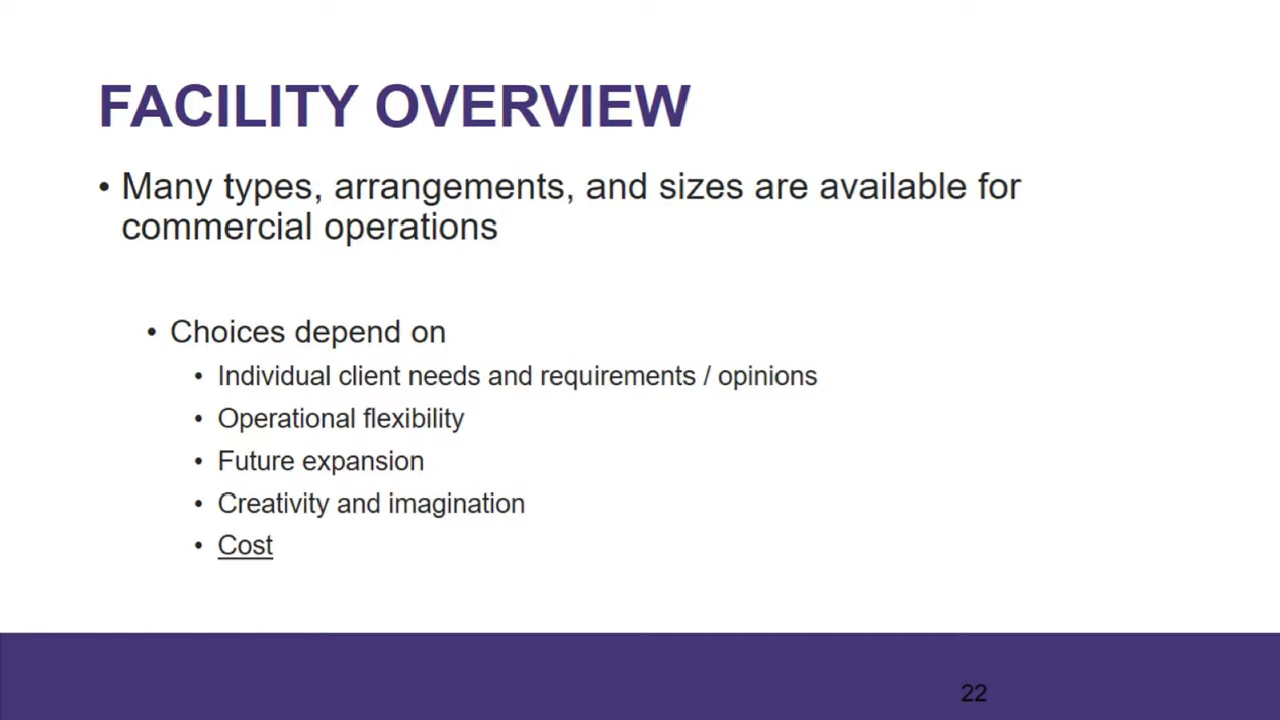 FACILITY OVERVIEW
• Many types, arrangements, and sizes are available for
commercial operations
• Choices depend on
• Individual client needs and requirements / opinions
• Operational flexibility
• Future expansion
• Creativity and imagination
• Cost
22